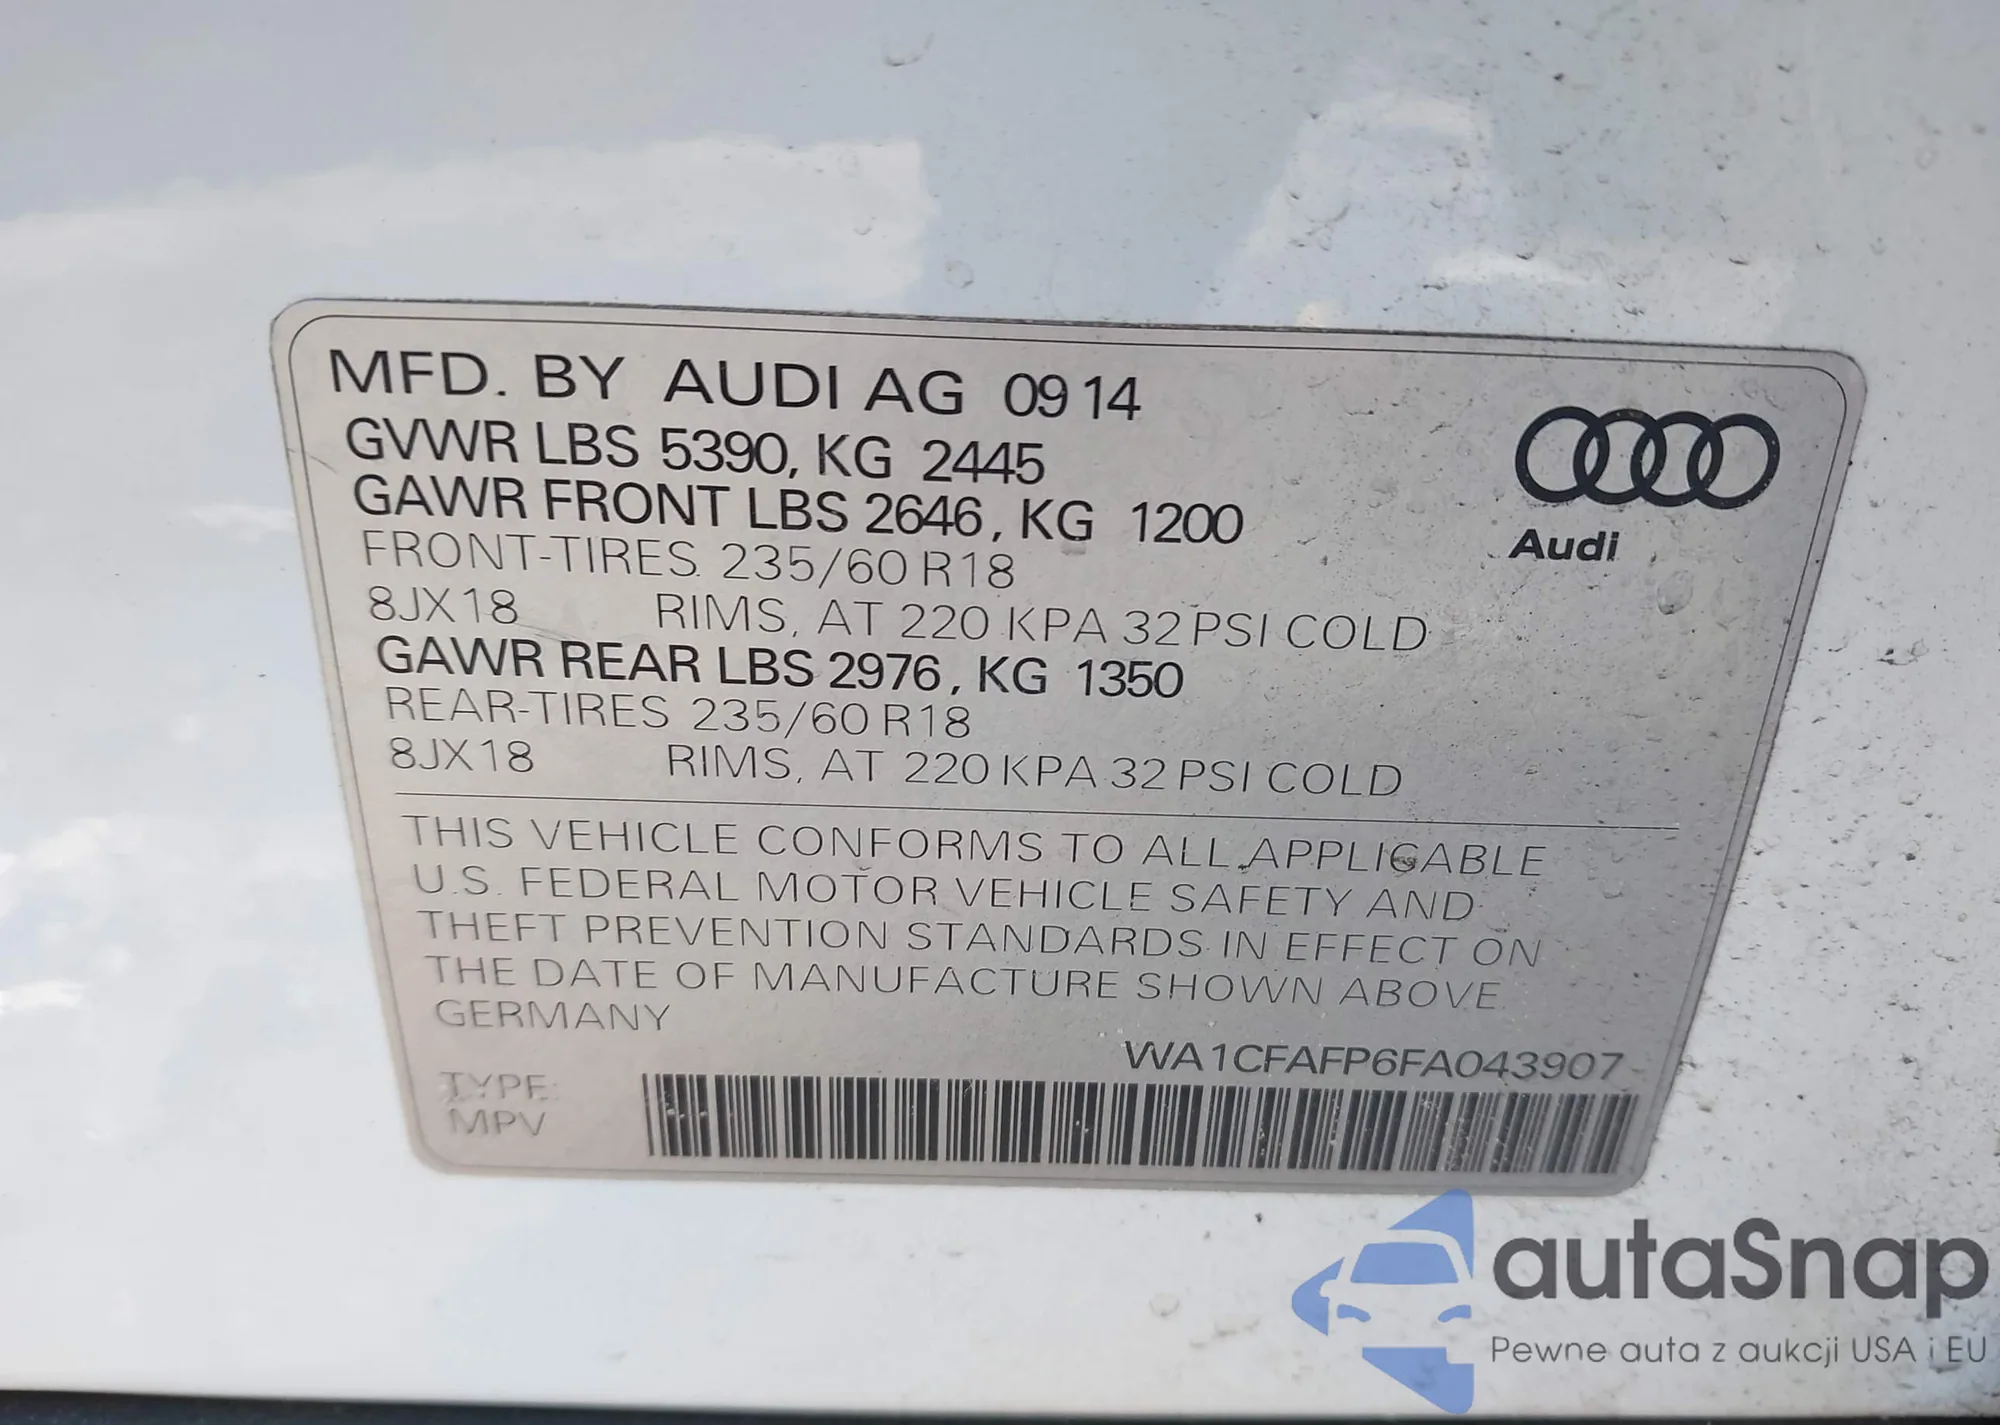 MFD. BY AUDI AG 09 14
GVWR LBS 5390, KG 2445
GAWR FRONT LBS 2646, KG 1200
FRONT-TIRES 235/60 R18
8JX18 RIMS, AT 220 KPA 32 PSI COLD
GAWR REAR LBS 2976, KG 1350
REAR-TIRES 235/60 R18
8JX18 RIMS, AT 220 KPA 32 PSI COLD
Audi
THIS VEHICLE CONFORMS TO ALL APPLICABLE
U.S. FEDERAL MOTOR VEHICLE SAFETY AND
THEFT PREVENTION STANDARDS IN EFFECT ON
THE DATE OF MANUFACTURE SHOWN ABOVE
GERMANY
WA1CFAFP6FA043907
TYPE:
MPV
autaSnap
Pewne auta z aukcji USA i EU